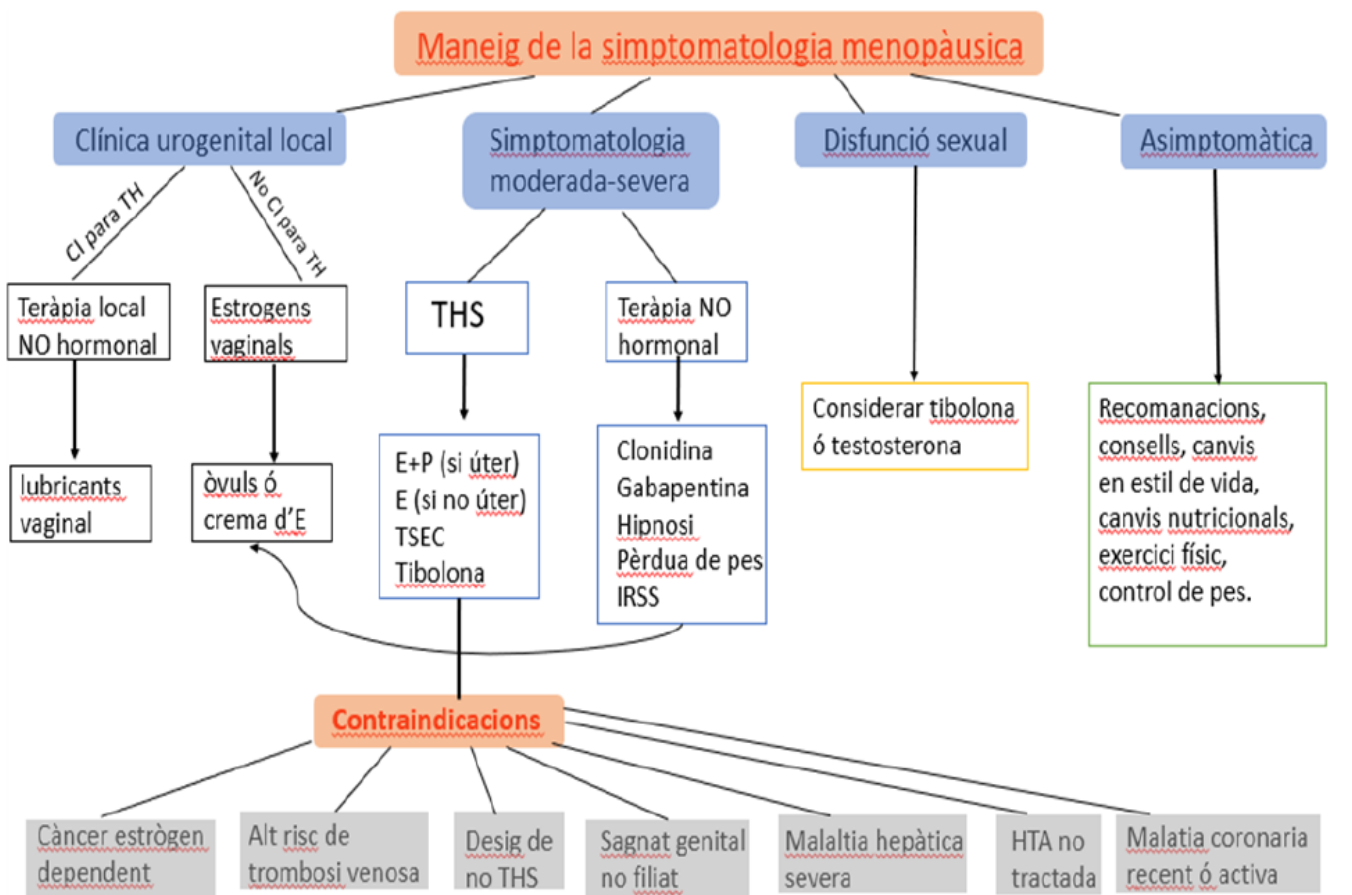 Maneig de la simptomatologia menopàusica
Clínica urogenital local
Simptomatologia
moderada-severa
Disfunció sexual
Asimptomàtica
CI para TH
No CI para TH
Teràpia local
NO hormonal
Estrogens
vaginals
THS
Teràpia NO
hormonal
lubricants
vaginal
òvuls ó
crema d'E
E+P (si úter)
E (si no úter)
TSEC
Tibolona
Clonidina
Gabapentina
Hipnosi
Pèrdua de pes
IRSS
Considerar tibolona
ó testosterona
Recomanacions,
consells, canvis
en estil de vida,
canvis nutricionals,
exercici físic,
control de pes.
Contraindicacions
Càncer estrògen
dependent
Alt risc de
trombosi venosa
Desig de
no THS
Sagnat genital
no filiat
Malaltia hepàtica
severa
HTA no
tractada
Malatia coronaria
recent ó activa